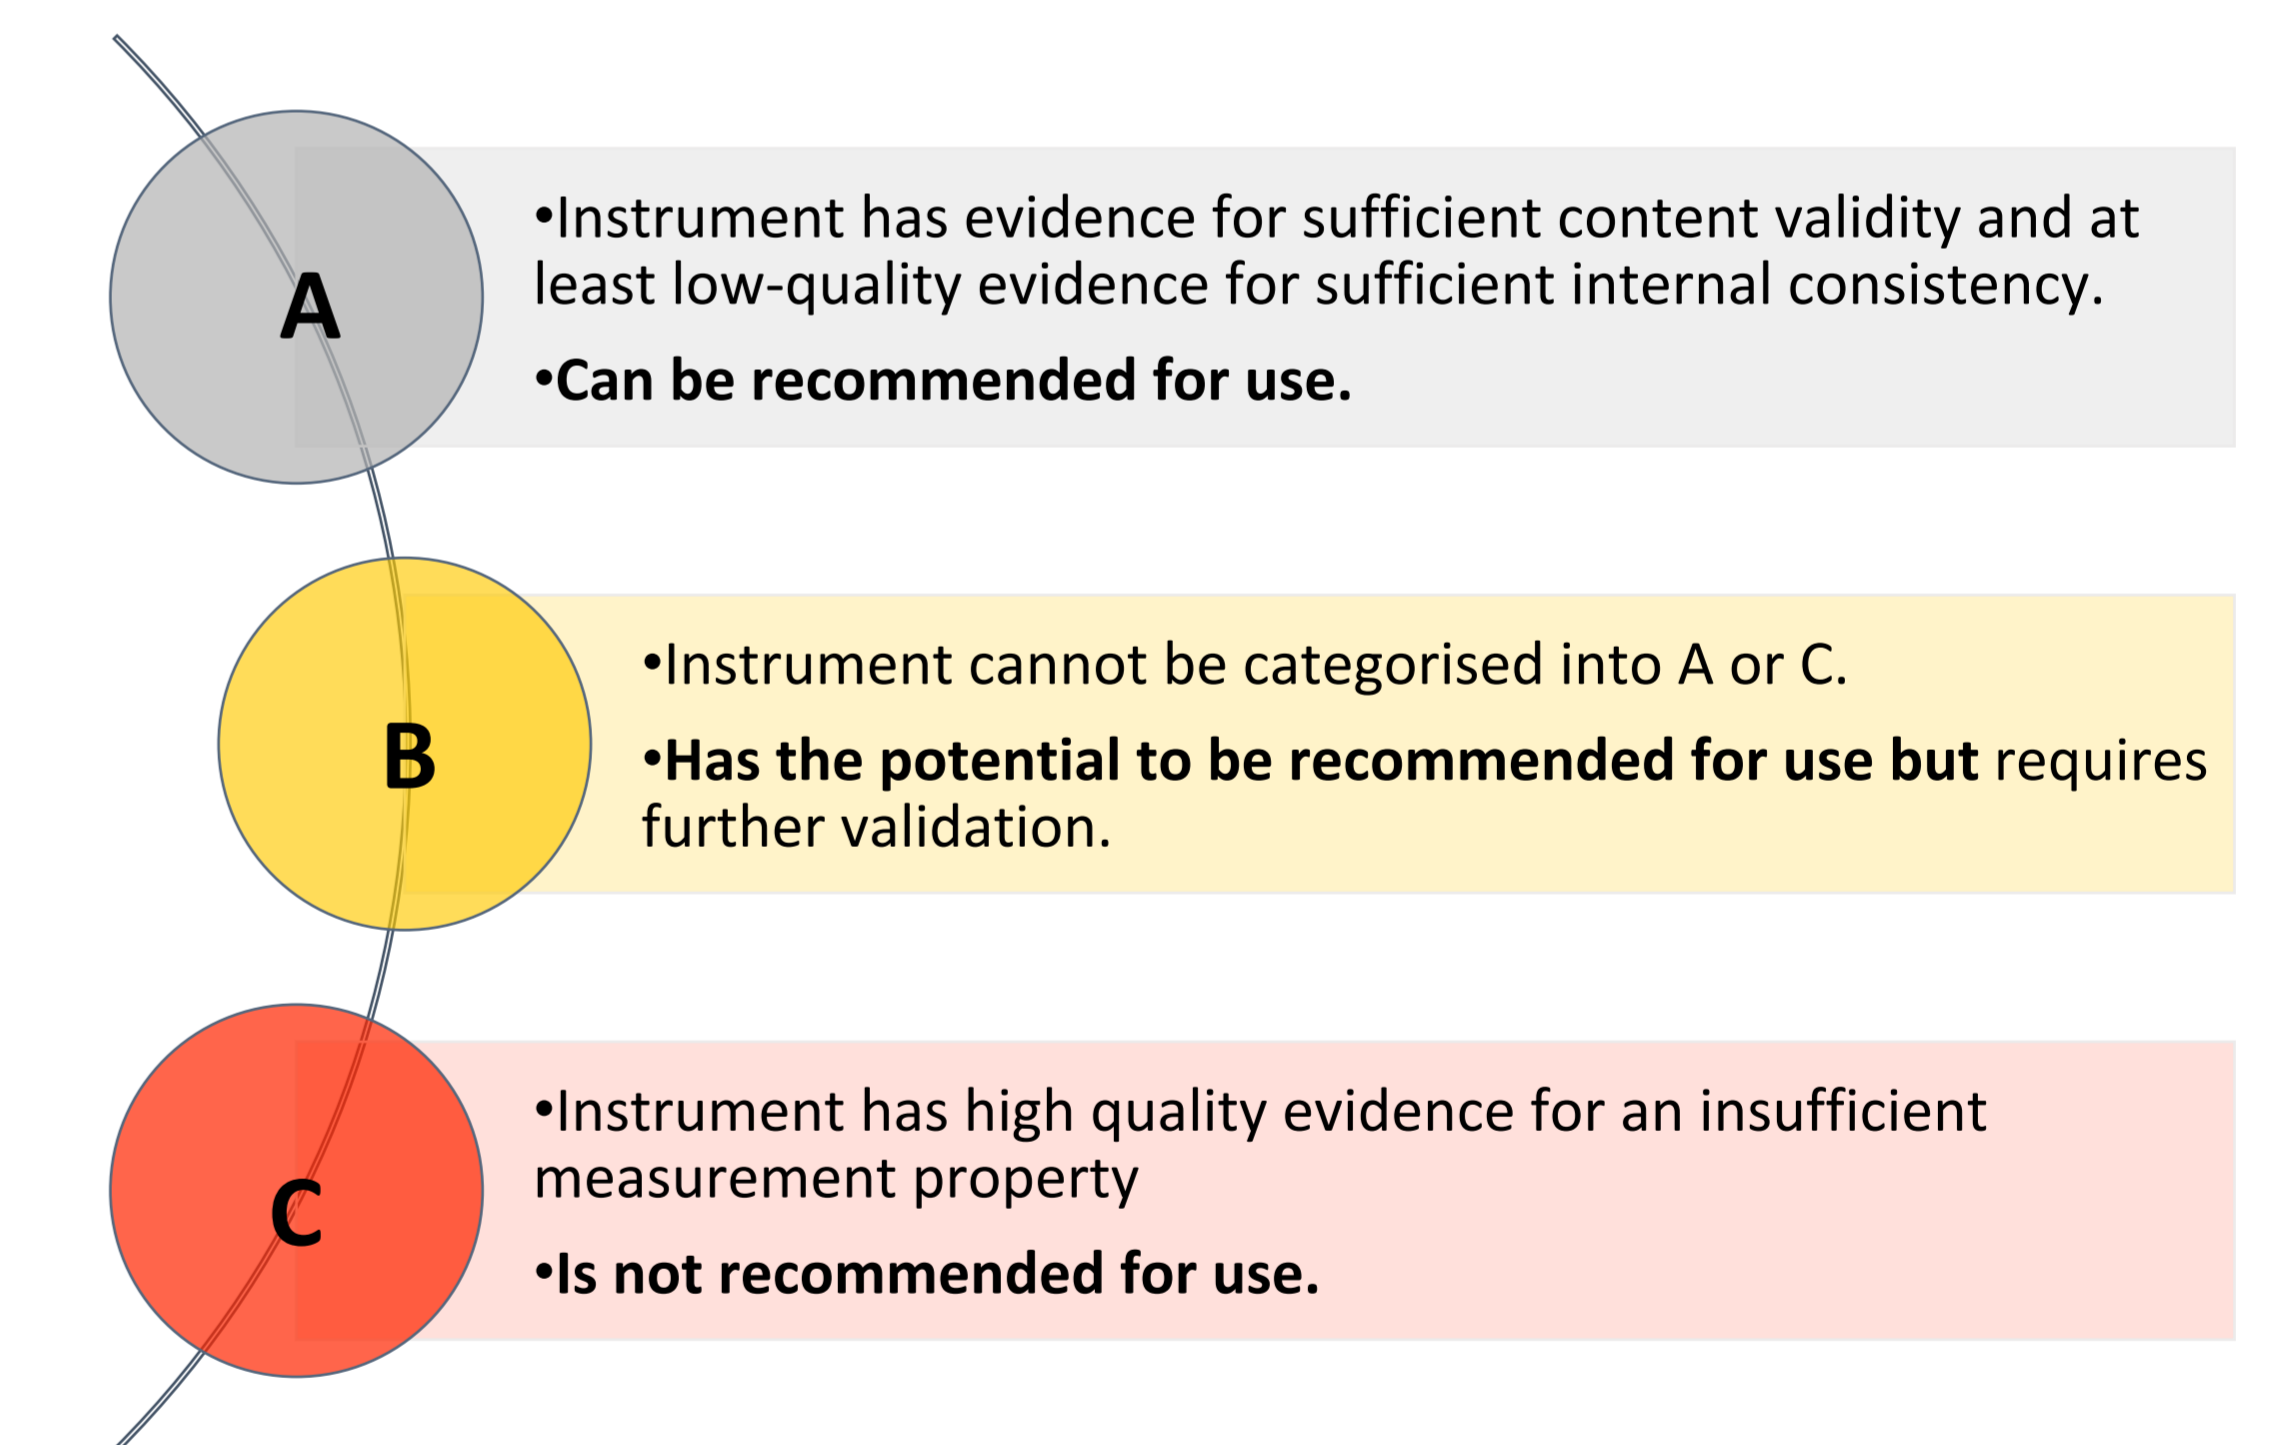 A
•Instrument has evidence for sufficient content validity and at
least low-quality evidence for sufficient internal consistency.
•Can be recommended for use.
B
•Instrument cannot be categorised into A or C.
•Has the potential to be recommended for use but requires
further validation.
C
•Instrument has high quality evidence for an insufficient
measurement property
•Is not recommended for use.